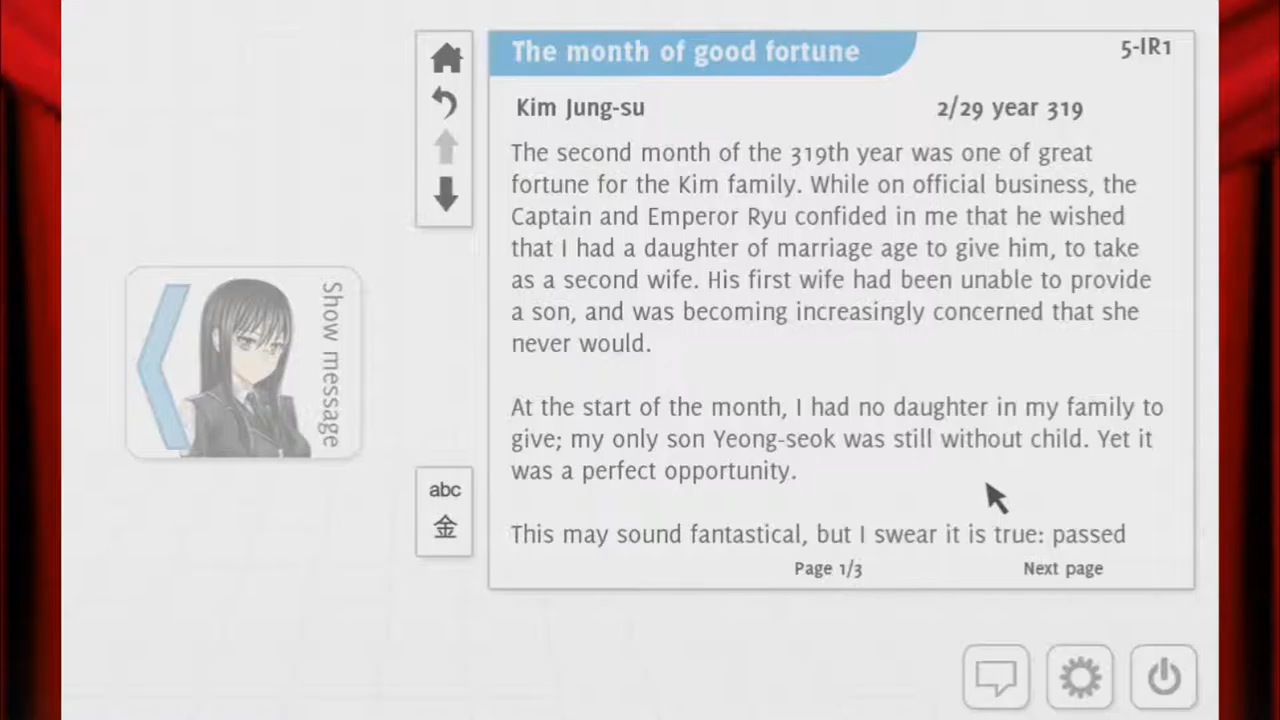 The month of good fortune
5-IR1
Kim Jung-su
2/29 year 319
The second month of the 319th year was one of great
fortune for the Kim family. While on official business, the
Captain and Emperor Ryu confided in me that he wished
that I had a daughter of marriage age to give him, to take
as a second wife. His first wife had been unable to provide
a son, and was becoming increasingly concerned that she
never would.
At the start of the month, I had no daughter in my family to
give; my only son Yeong-seok was still without child. Yet it
was a perfect opportunity.
This may sound fantastical, but I swear it is true: passed
Page 1/3
Next page
Show message
abc
金